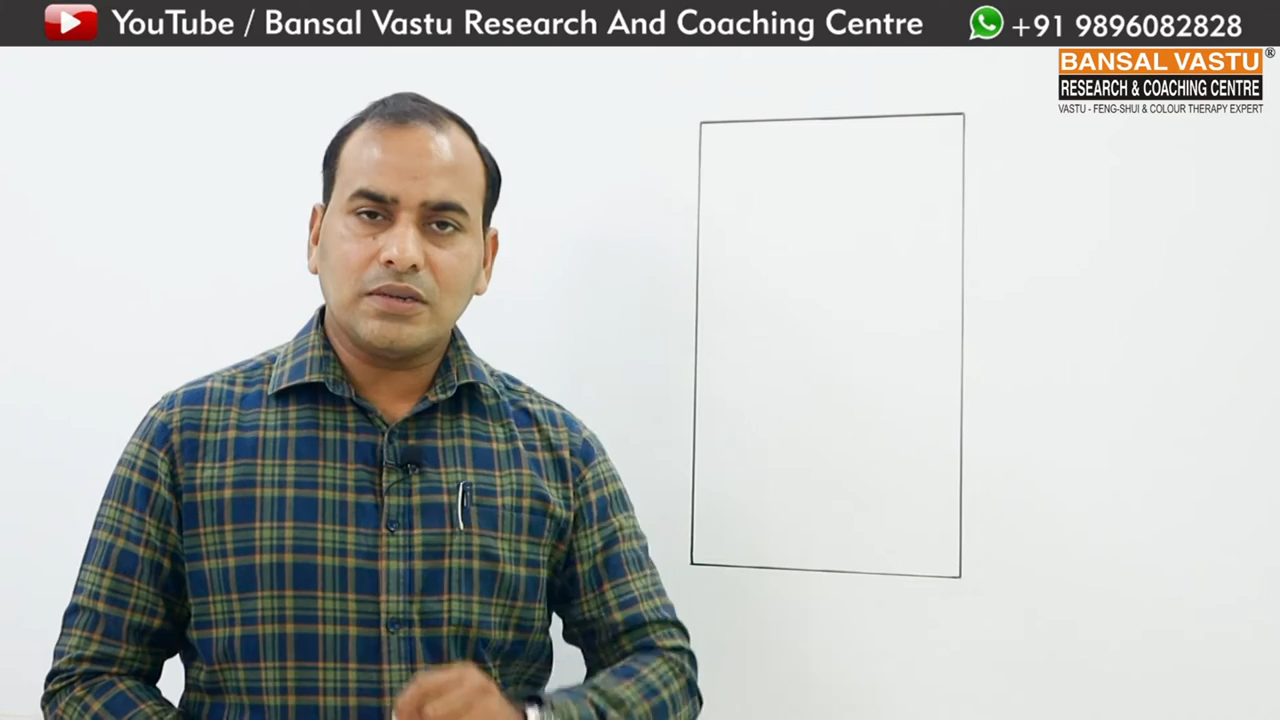 YouTube / Bansal Vastu Research And Coaching Centre
+91 9896082828
BANSAL VASTU®
RESEARCH & COACHING CENTRE
VASTU - FENG-SHUI & COLOUR THERAPY EXPERT